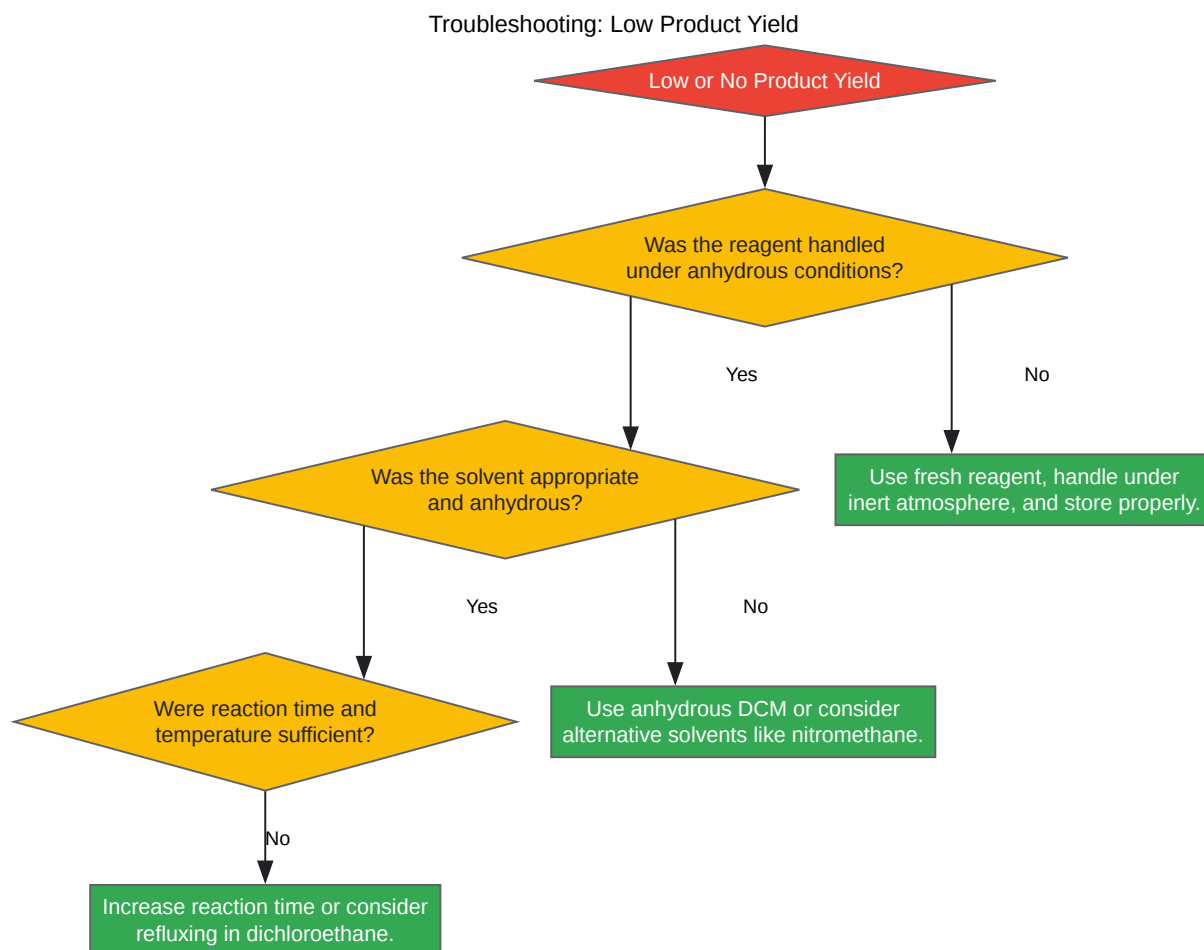 Troubleshooting: Low Product Yield
Low or No Product Yield
Was the reagent handled
under anhydrous conditions?
Yes
No
Was the solvent appropriate
and anhydrous?
Use fresh reagent, handle under
inert atmosphere, and store properly.
Yes
No
Were reaction time and
temperature sufficient?
Use anhydrous DCM or consider
alternative solvents like nitromethane.
No
Increase reaction time or consider
refluxing in dichloroethane.